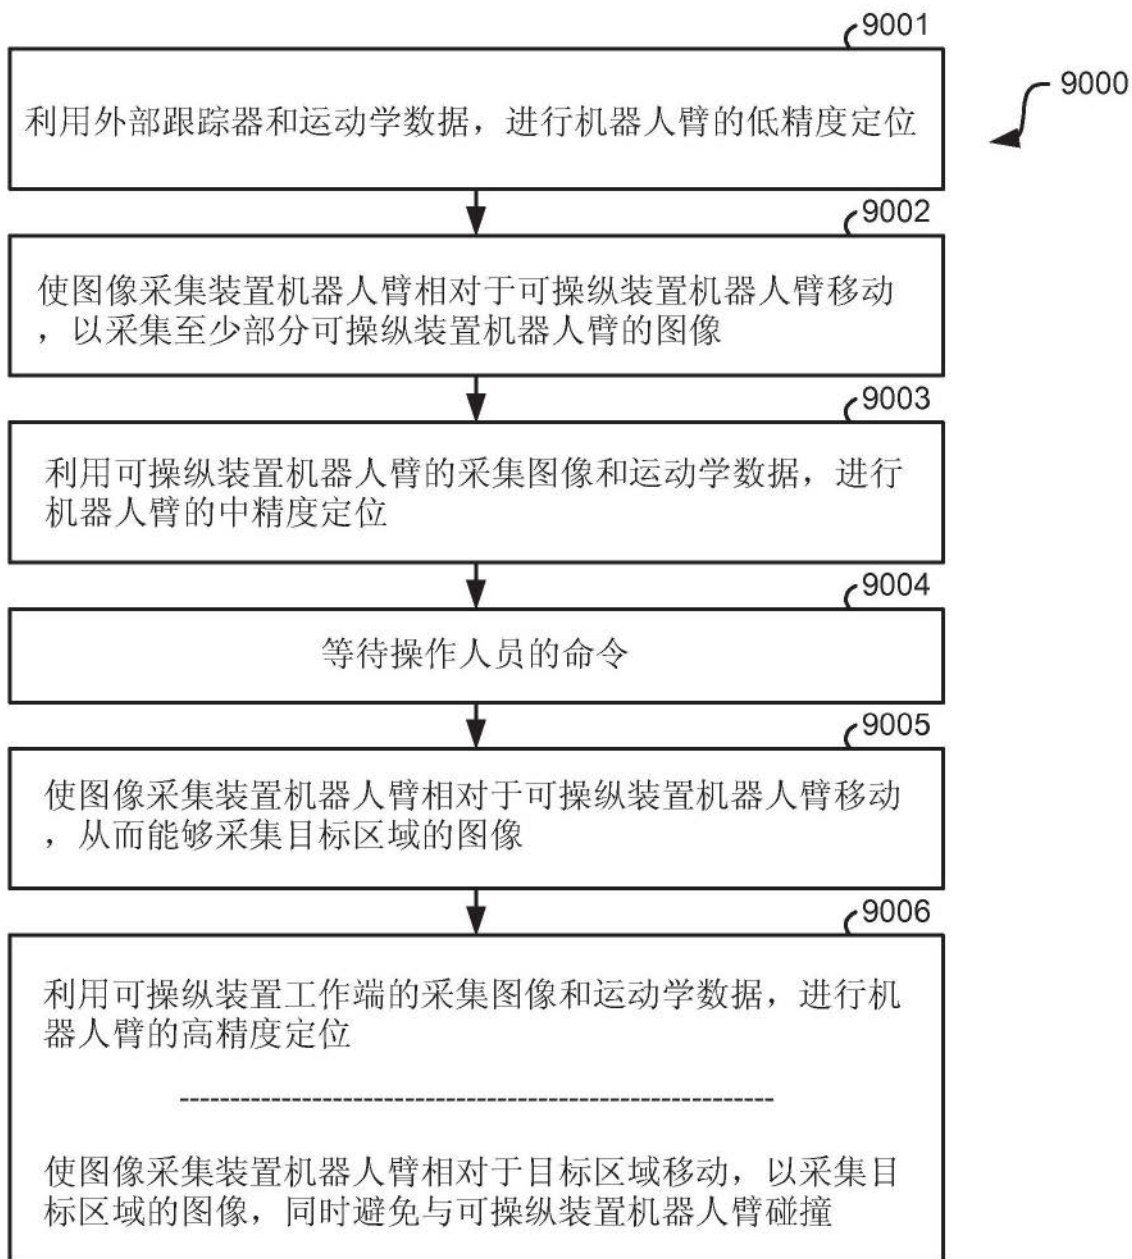 9001
9000
利用外部跟踪器和运动学数据，进行机器人臂的低精度定位
9002
使图像采集装置机器人臂相对于可操纵装置机器人臂移动
，以采集至少部分可操纵装置机器人臂的图像
9003
利用可操纵装置机器人臂的采集图像和运动学数据，进行
机器人臂的中精度定位
9004
等待操作人员的命令
9005
使图像采集装置机器人臂相对于可操纵装置机器人臂移动
，从而能够采集目标区域的图像
9006
利用可操纵装置工作端的采集图像和运动学数据，进行机
器人臂的高精度定位
使图像采集装置机器人臂相对于目标区域移动，以采集目
标区域的图像，同时避免与可操纵装置机器人臂碰撞